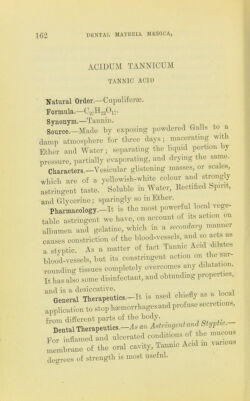 162 DENTAL MATERIA MEDICA,
ACIDUM TANNICUM
TANNIC ACID
Natural Order.—Cupuliferæ.
Formula.—C₂₇H₂₂O₁₇.
Synonym.—Tannin.
Source.—Made by exposing powdered Galls to a
damp atmosphere for three days; macerating with
Ether and Water; separating the liquid portion by
pressure, partially evaporating, and drying the same.
Characters.—Vesicular glistening masses, or scales,
which are of a yellowish-white colour and strongly
astringent taste. Soluble in Water, Rectified Spirit,
and Glycerine; sparingly so in Ether.
Pharmacology.—It is the most powerful local vege-
table astringent we have, on account of its action on
albumen and gelatine, which in a secondary manner
causes constriction of the blood-vessels, and so acts as
a styptic. As a matter of fact Tannic Acid dilates
blood-vessels, but its constringent action on the sur-
rounding tissues completely overcomes any dilatation.
It has also some disinfectant, and obtunding properties,
and is a desiccative.
General Therapeutics.—It is used chiefly as a local
application to stop hæmorrhages and profuse secretions,
from different parts of the body.
Dental Therapeutics.—As an Astringent and Styptic.—
For inflamed and ulcerated conditions of the mucous
membrane of the oral cavity, Tannic Acid in various
degrees of strength is most useful.